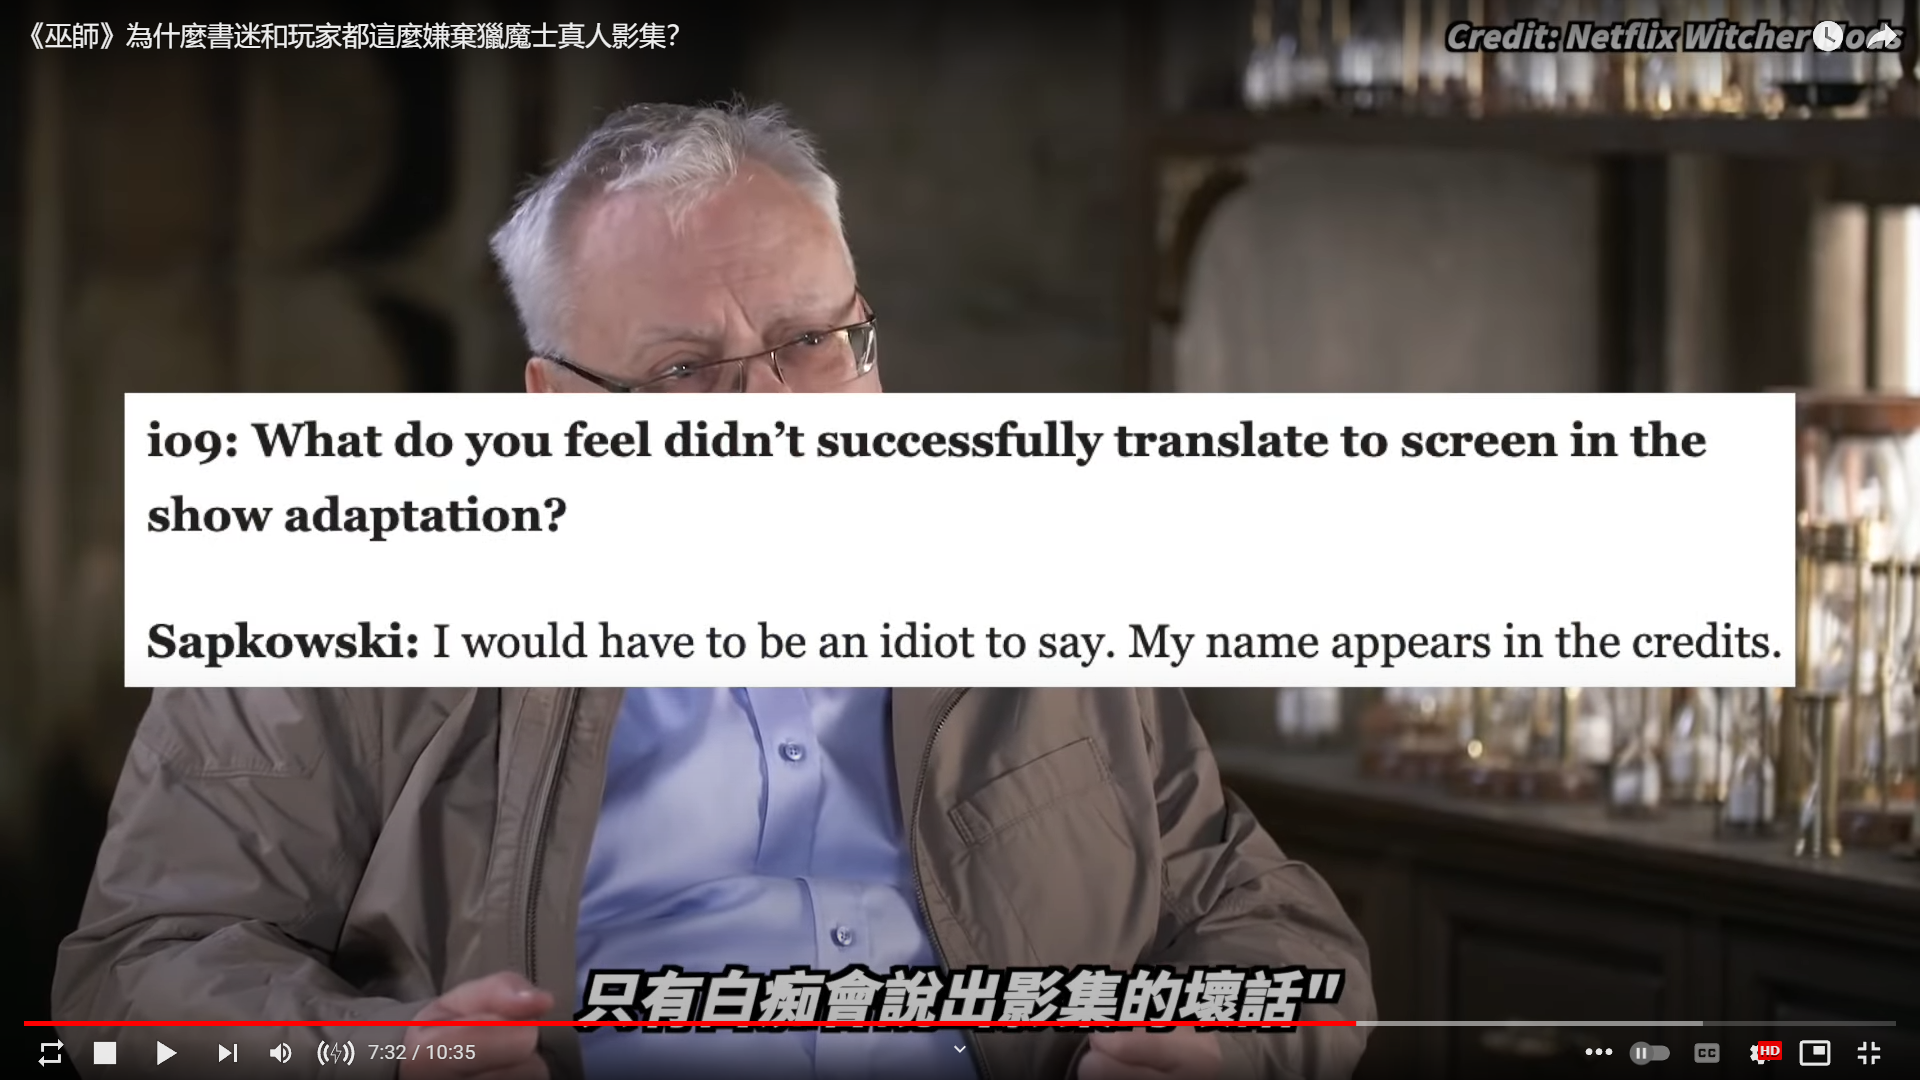 《巫師》為什麼書迷和玩家都這麼嫌棄獵魔士真人影集?
Credit: Netflix Witcher
io9: What do you feel didn’t successfully translate to screen in the
show adaptation?
Sapkowski: I would have to be an idiot to say. My name appears in the credits.
只有白痴會說出影集的壞話"
7:32 / 10:35
CC
HD